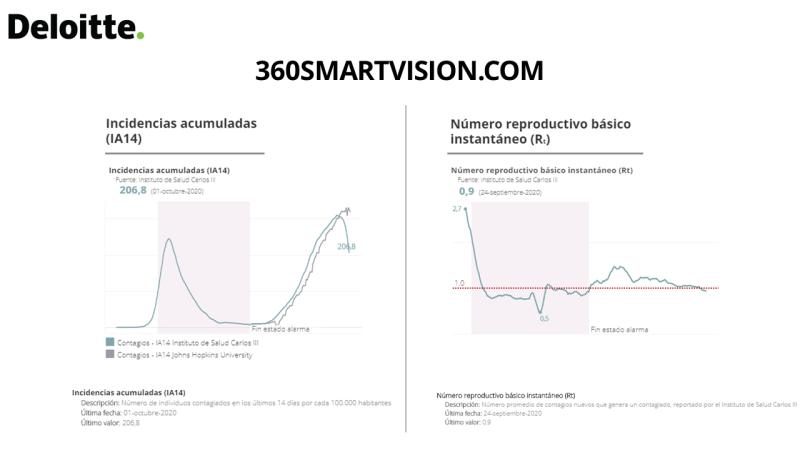 Deloitte.
360SMARTVISION.COM
Incidencias acumuladas
(IA14)
Incidencias acumuladas (IA14)
Fuente: Instituto de Salud Carlos III
206,8 (01-octubre-2020)
206,8
Fin estado alarma
Contagios - IA14 Instituto de Salud Carlos III
Contagios - IA14 Johns Hopkins University
Incidencias acumuladas (IA14)
Descripción: Número de individuos contagiados en los últimos 14 días por cada 100.000 habitantes
Última fecha: 01-octubre-2020
Último valor: 206,8
Número reproductivo básico
instantáneo (Rt)
Número reproductivo básico instantáneo (Rt)
Fuente: Instituto de Salud Carlos III
0,9 (24-septiembre-2020)
2,7
1,0
0,5
Fin estado alarma
Número reproductivo básico instantáneo (Rt)
Descripción: Número promedio de contagios nuevos que genera un contagiado, reportado por el Instituto de Salud Carlos III
Última fecha: 24-septiembre-2020
Último valor: 0,9